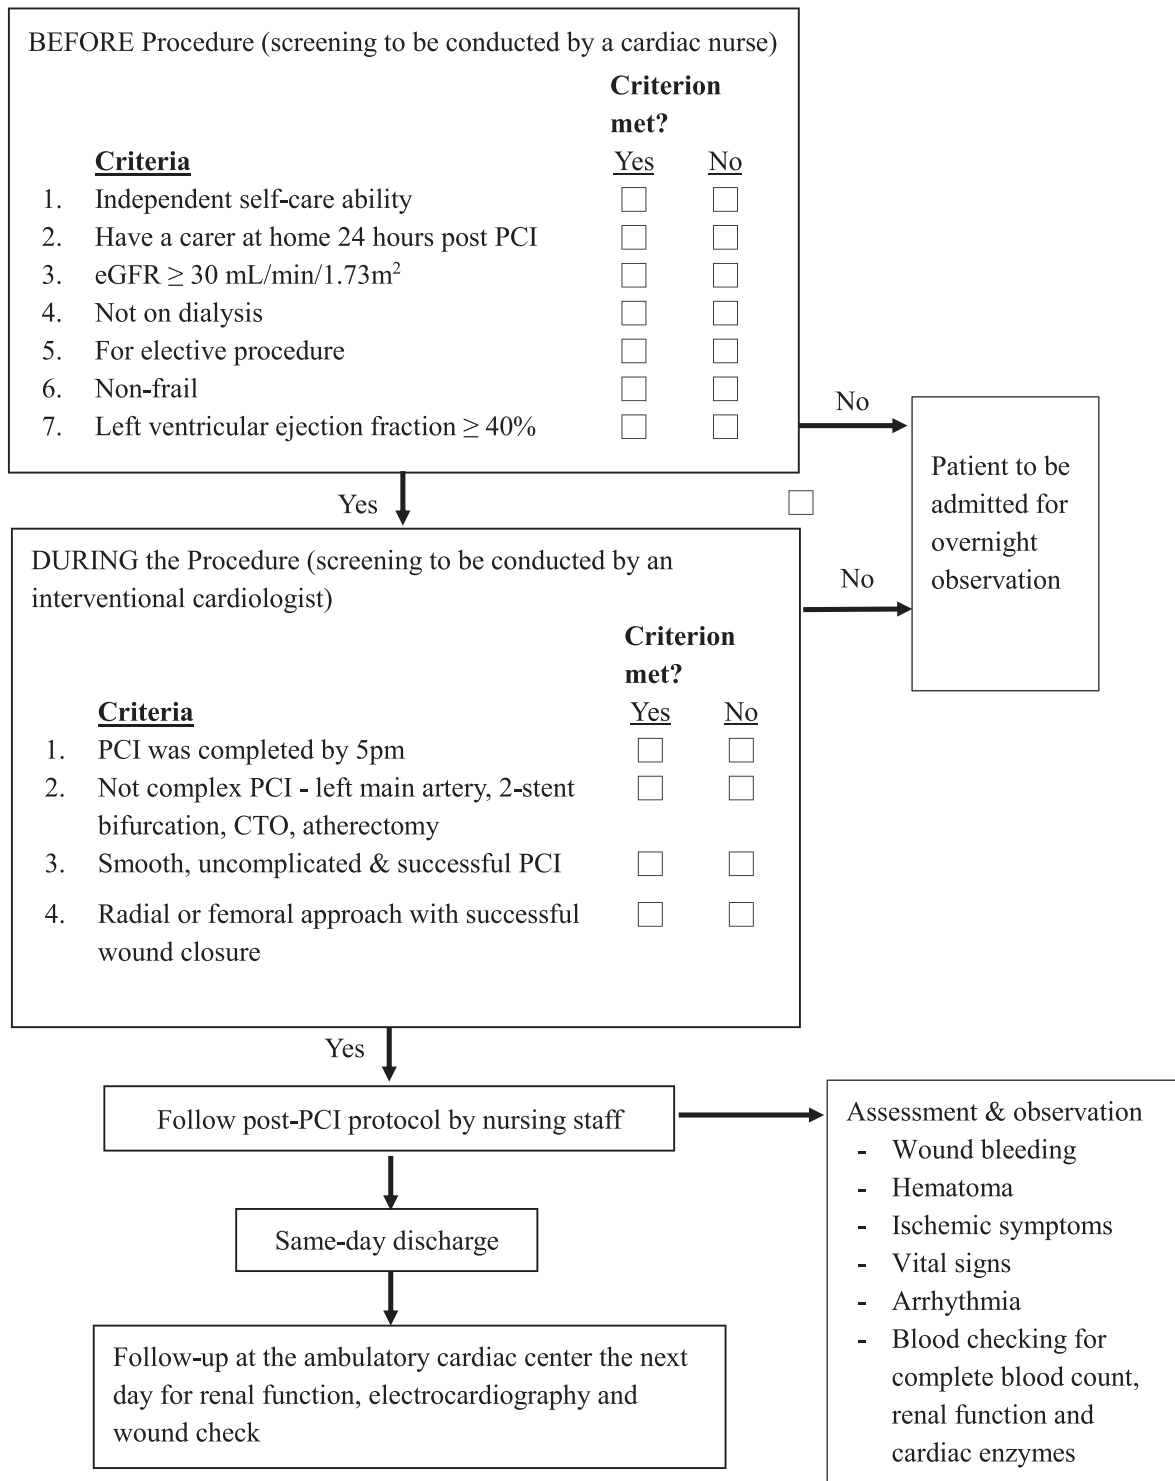 BEFORE Procedure (screening to be conducted by a cardiac nurse)
Criterion
met?
Criteria Yes No
1. Independent self-care ability
2. Have a carer at home 24 hours post PCI
3. eGFR ≥ 30 mL/min/1.73m²
4. Not on dialysis
5. For elective procedure
6. Non-frail
7. Left ventricular ejection fraction ≥ 40%
No
Patient to be
admitted for
overnight
observation
Yes
DURING the Procedure (screening to be conducted by an
interventional cardiologist)
No
Criterion
met?
Criteria Yes No
1. PCI was completed by 5pm
2. Not complex PCI - left main artery, 2-stent
bifurcation, CTO, atherectomy
3. Smooth, uncomplicated & successful PCI
4. Radial or femoral approach with successful
wound closure
Yes
Follow post-PCI protocol by nursing staff
Same-day discharge
Follow-up at the ambulatory cardiac center the next
day for renal function, electrocardiography and
wound check
Assessment & observation
- Wound bleeding
- Hematoma
- Ischemic symptoms
- Vital signs
- Arrhythmia
- Blood checking for
complete blood count,
renal function and
cardiac enzymes